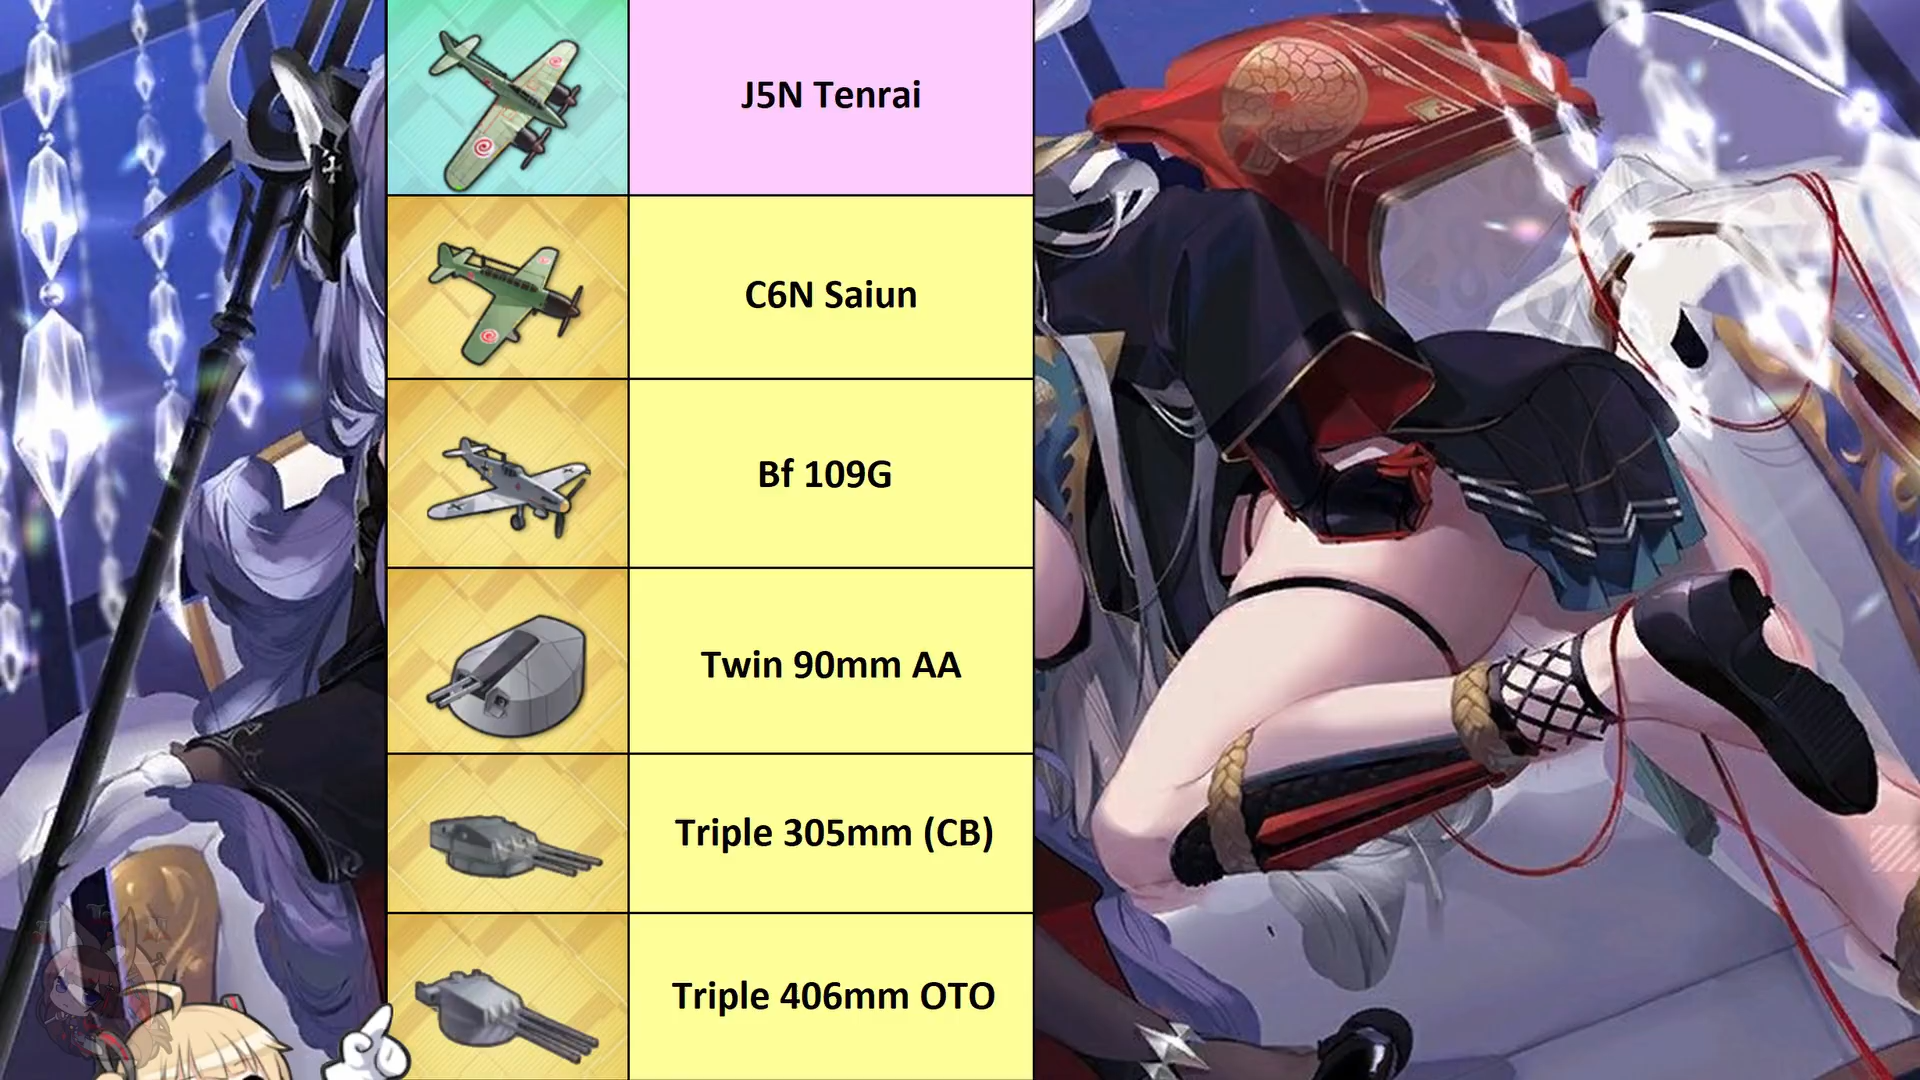 J5N Tenrai
C6N Saiun
Bf 109G
Twin 90mm AA
Triple 305mm (CB)
Triple 406mm OTO